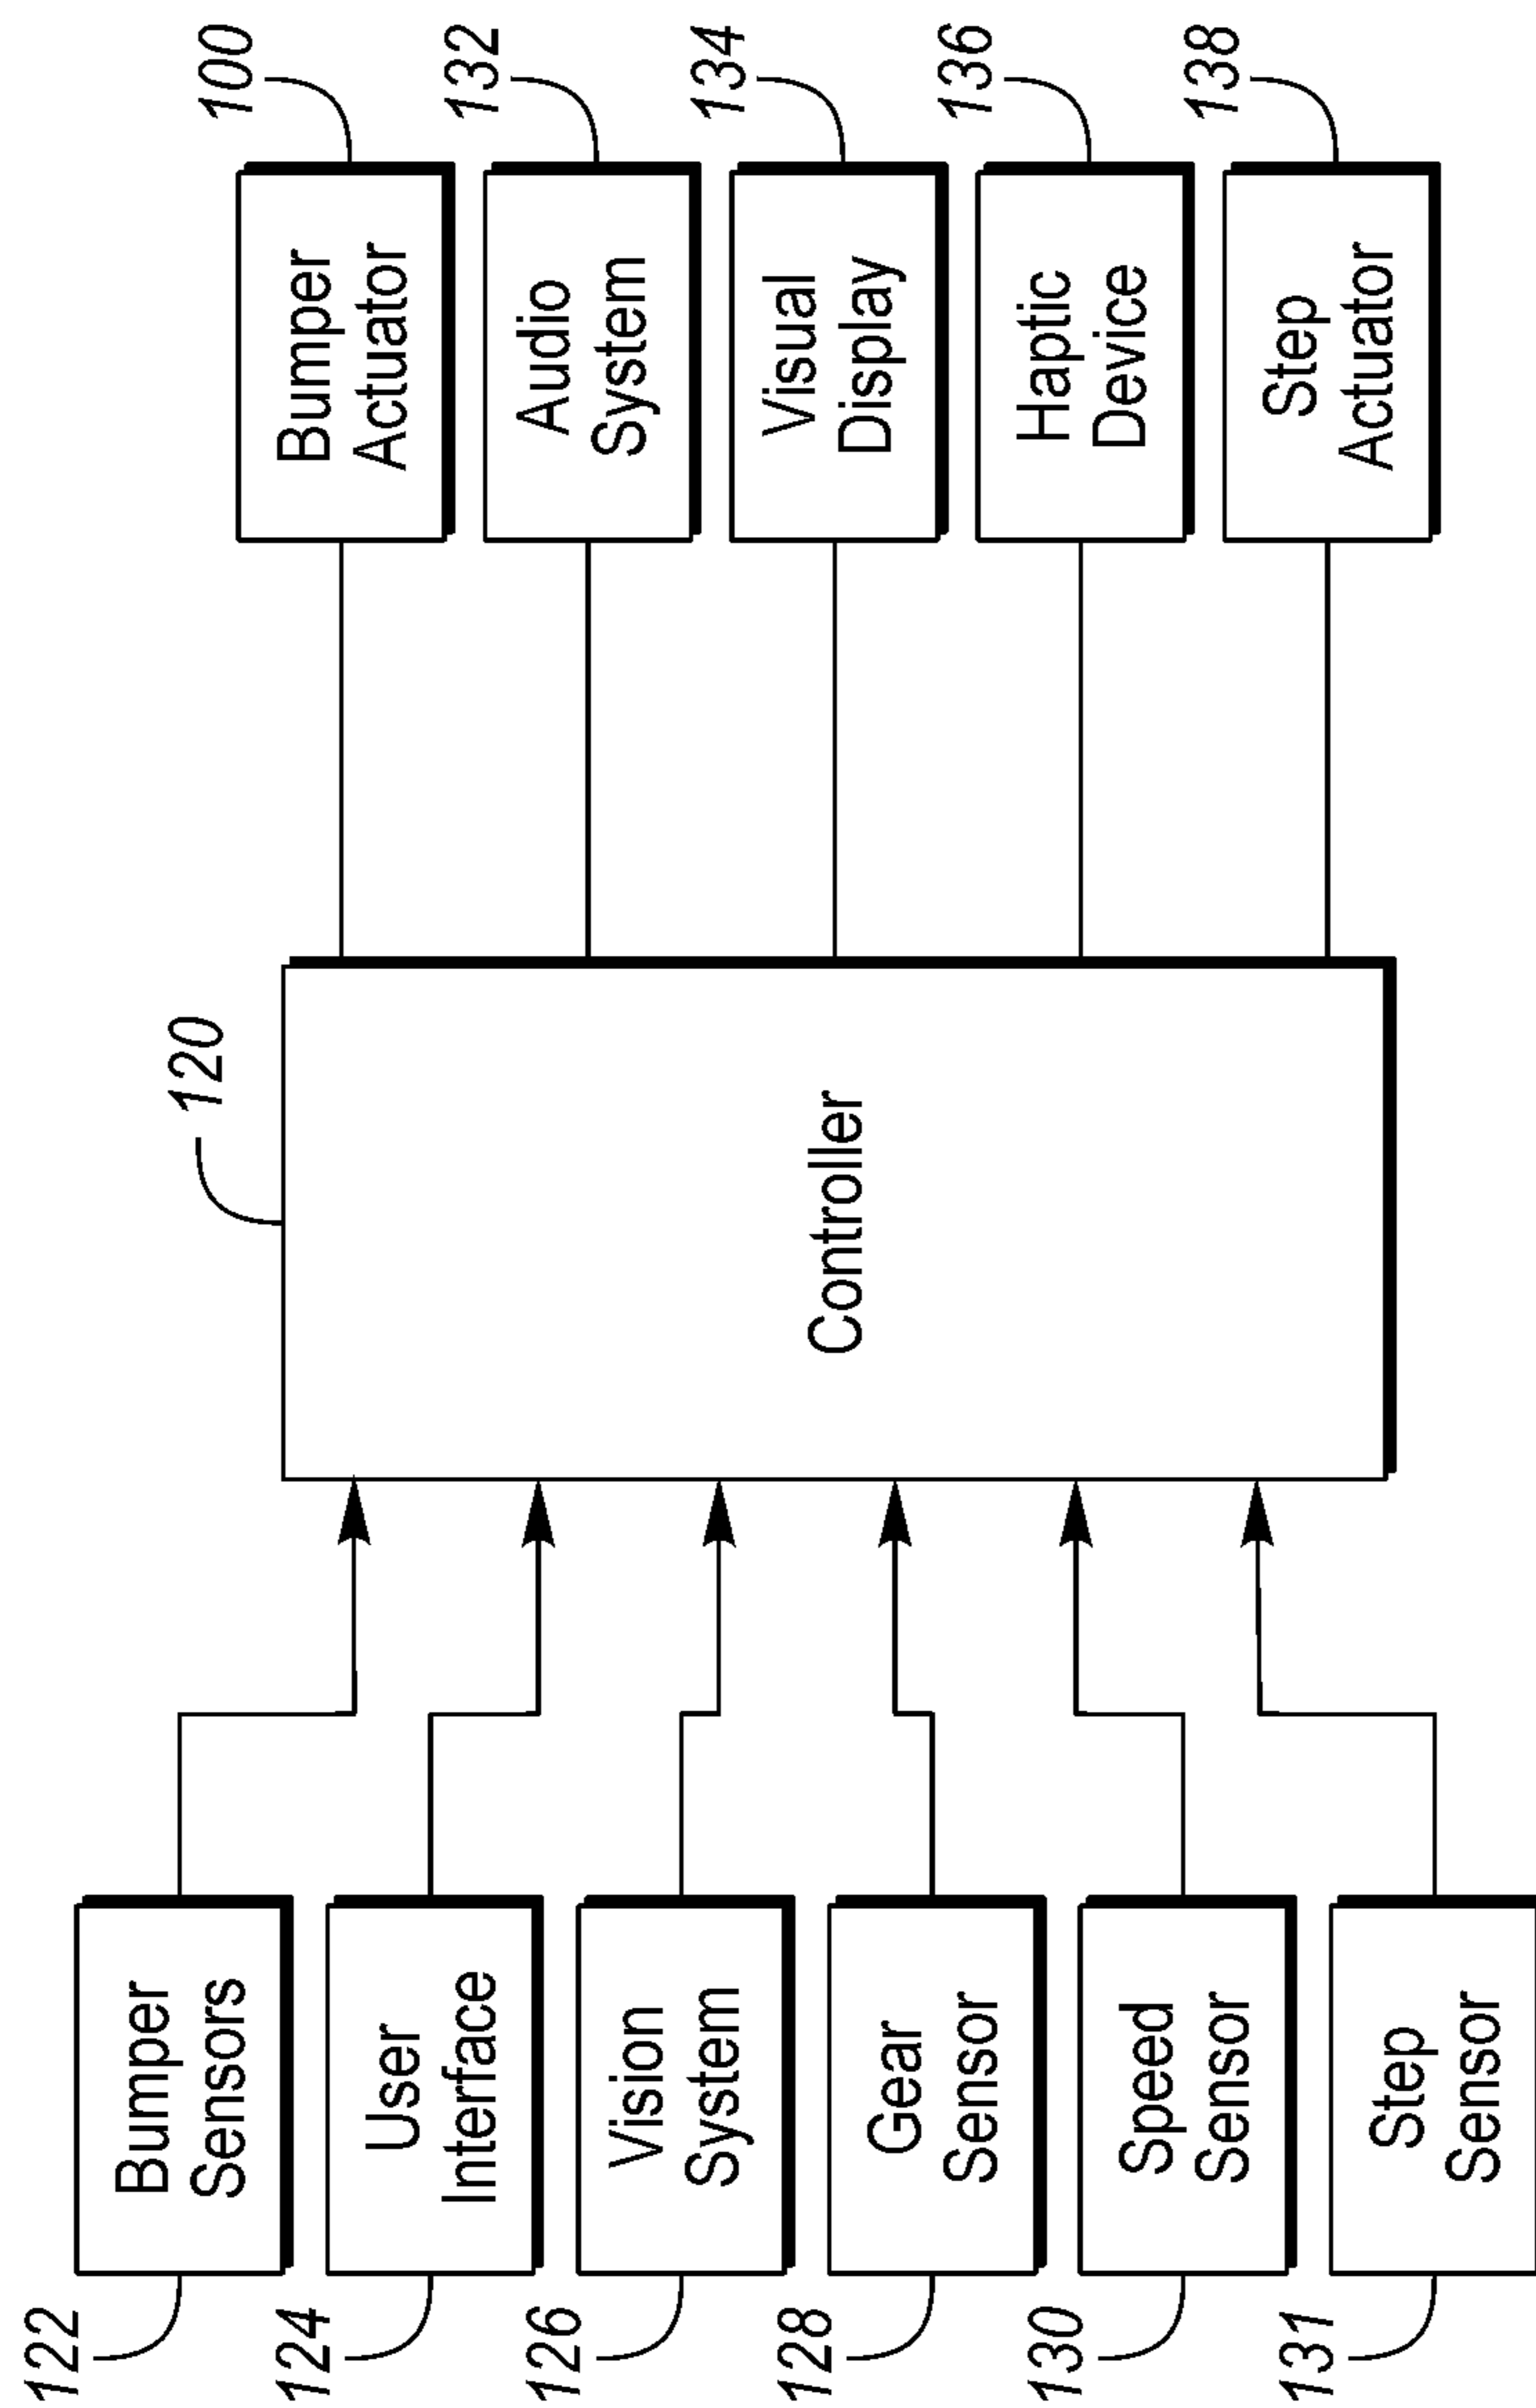 122
Bumper
Sensors
124
User
Interface
126
Vision
System
128
Gear
Sensor
130
Speed
Sensor
131
Step
Sensor
120
Controller
100
Bumper
Actuator
132
Audio
System
134
Visual
Display
136
Haptic
Device
138
Step
Actuator